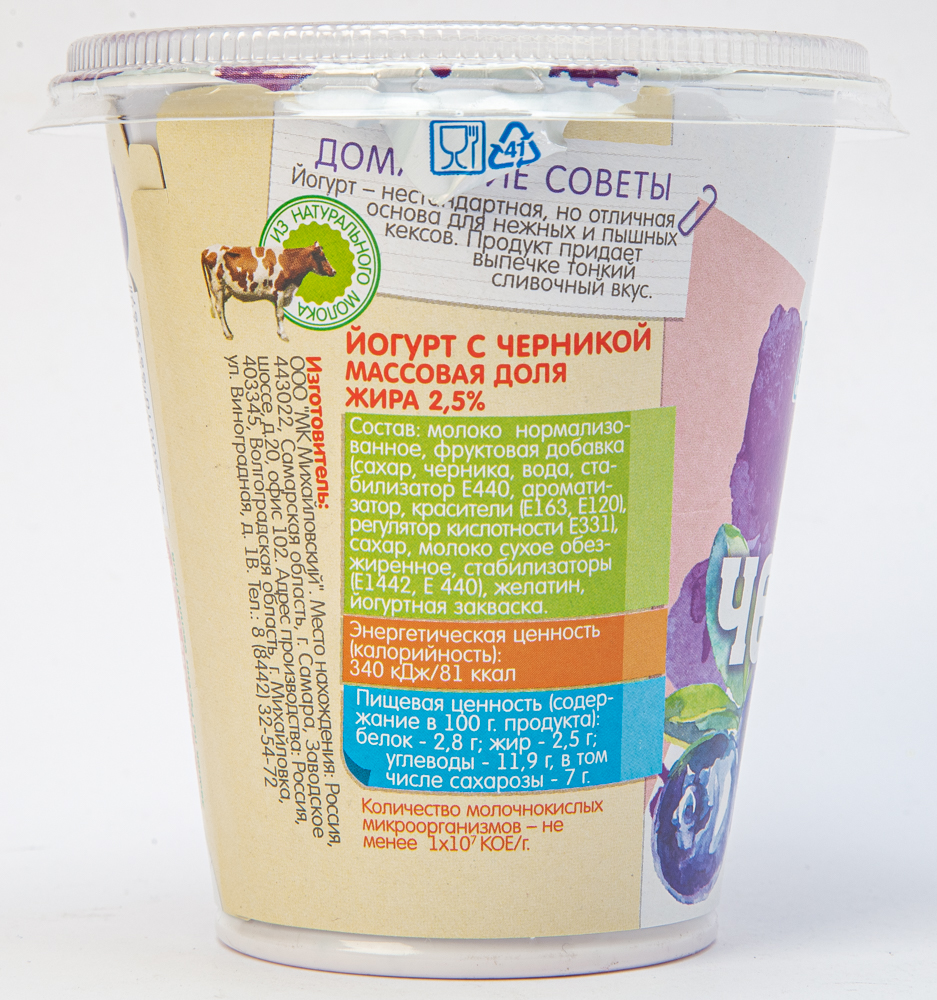 41
ДОМ СОВЕТЫ
Йогурт – нестандартная, но отличная
основа для нежных и пышных
кексов. Продукт придает
выпечке тонкий
сливочный вкус.
ИЗ НАТУРАЛЬНОГО МОЛОКА
ЙОГУРТ С ЧЕРНИКОЙ
МАССОВАЯ ДОЛЯ
ЖИРА 2,5%
Состав: молоко нормализо-
ванное, фруктовая добавка
(сахар, черника, вода, ста-
билизатор Е440, аромати-
затор, красители (Е163, Е120),
регулятор кислотности Е331),
сахар, молоко сухое обез-
жиренное, стабилизаторы
(Е1442, Е 440), желатин,
йогуртная закваска.
Энергетическая ценность
(калорийность):
340 кДж/81 ккал
Пищевая ценность (содер-
жание в 100 г. продукта):
белок - 2,8 г; жир - 2,5 г;
углеводы - 11,9 г, в том
числе сахарозы - 7 г.
Количество молочнокислых
микроорганизмов – не
менее 1х10⁷ КОЕ/г.
Изготовитель:
ООО "МК Михайловский". Место нахождения: Россия,
443022, Самарская область, г. Самара, Заводское
шоссе, д.20, офис 102. Адрес производства: Россия,
403345, Волгоградская область, г. Михайловка,
ул. Виноградная, д. 1В. Тел.: 8 (8442) 32-54-72
Че